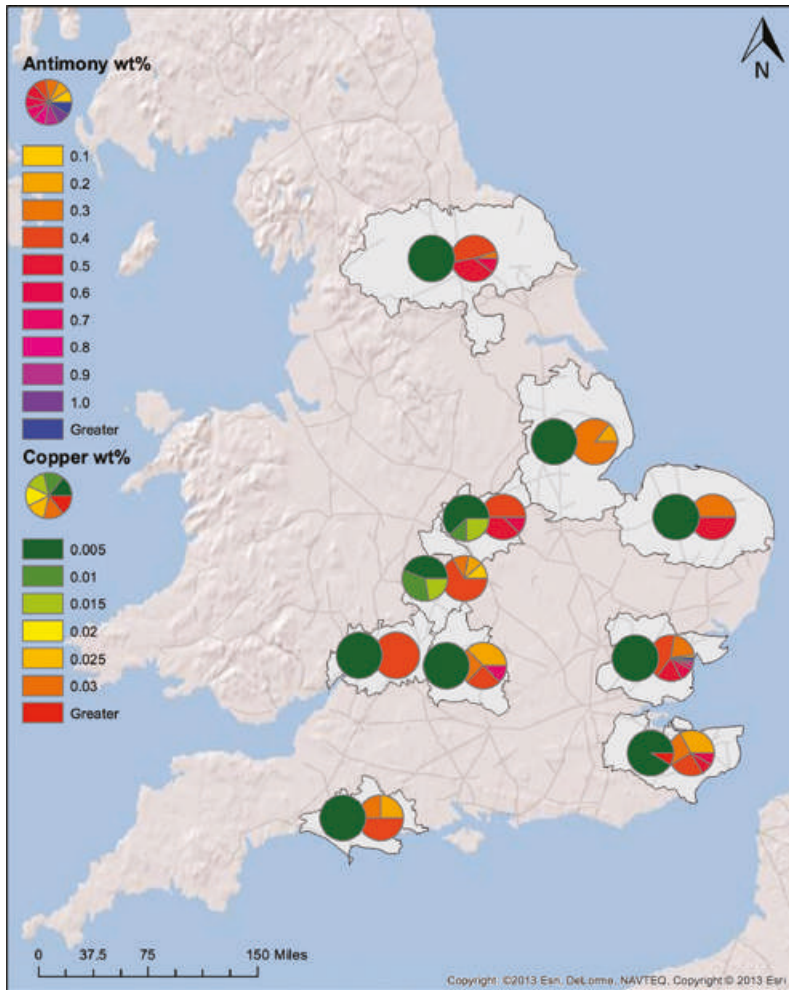 N
Antimony wt%
0.1
0.2
0.3
0.4
0.5
0.6
0.7
0.8
0.9
1.0
Greater
Copper wt%
0.005
0.01
0.015
0.02
0.025
0.03
Greater
0 37.5 75 150 Miles
Copyright: ©2013 Esri, DeLorme, NAVTEQ, Copyright © 2013 Esri